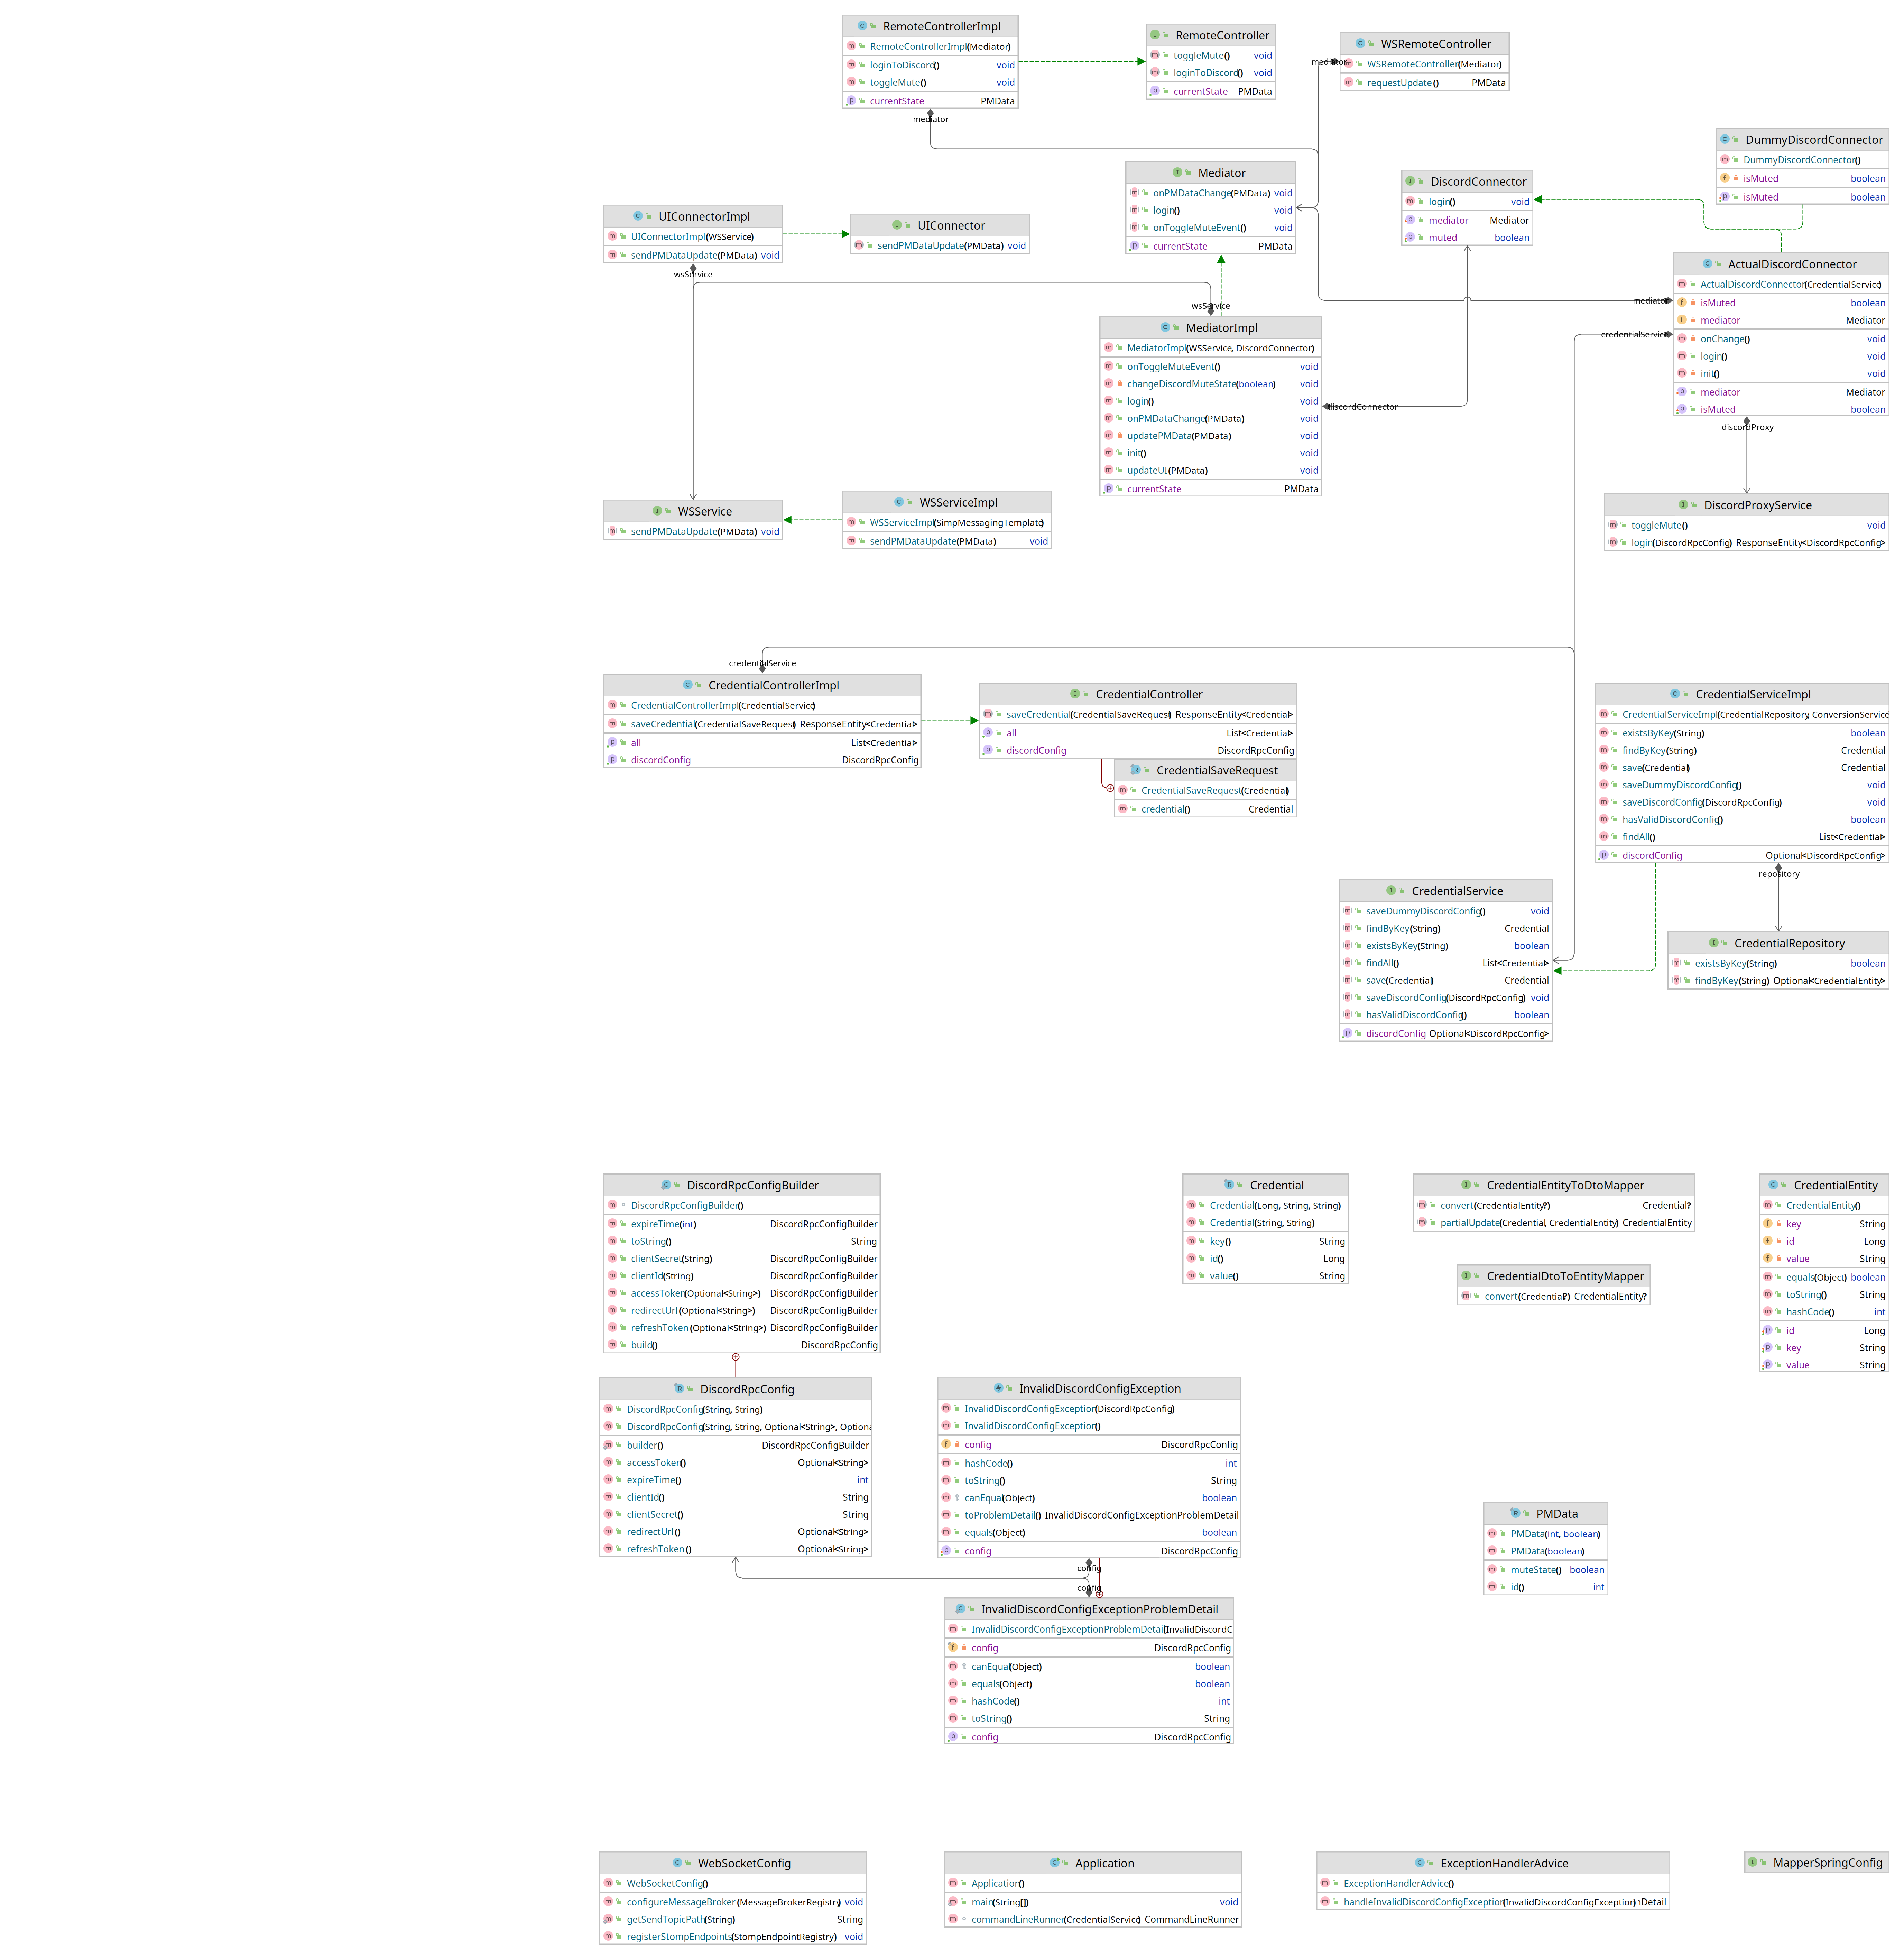 RemoteControllerImpl
RemoteControllerImpl(Mediator)
loginToDiscord() void
toggleMute() void
currentState PMData
mediator
RemoteController
toggleMute() void
loginToDiscord() void
currentState PMData
WSRemoteController
WSRemoteController(Mediator)
requestUpdate() PMData
mediator
DummyDiscordConnector
DummyDiscordConnector()
isMuted boolean
isMuted boolean
Mediator
onPMDataChange(PMData) void
login() void
onToggleMuteEvent() void
currentState PMData
DiscordConnector
login() void
mediator Mediator
muted boolean
UIConnectorImpl
UIConnectorImpl(WSService)
sendPMDataUpdate(PMData) void
wsService
UIConnector
sendPMDataUpdate(PMData) void
ActualDiscordConnector
ActualDiscordConnector(CredentialService)
isMuted boolean
mediator Mediator
onChange() void
login() void
init() void
mediator Mediator
isMuted boolean
mediator
credentialService
discordProxy
wsService
MediatorImpl
MediatorImpl(WSService, DiscordConnector)
onToggleMuteEvent() void
changeDiscordMuteState(boolean) void
login() void
onPMDataChange(PMData) void
updatePMData(PMData) void
init() void
updateUI(PMData) void
currentState PMData
discordConnector
WSService
sendPMDataUpdate(PMData) void
WSServiceImpl
WSServiceImpl(SimpMessagingTemplate)
sendPMDataUpdate(PMData) void
DiscordProxyService
toggleMute() void
login(DiscordRpcConfig) ResponseEntity<DiscordRpcConfig>
credentialService
CredentialControllerImpl
CredentialControllerImpl(CredentialService)
saveCredential(CredentialSaveRequest) ResponseEntity<Credential>
all List<Credential>
discordConfig DiscordRpcConfig
CredentialController
saveCredential(CredentialSaveRequest) ResponseEntity<Credential>
all List<Credential>
discordConfig DiscordRpcConfig
CredentialSaveRequest
CredentialSaveRequest(Credential)
credential() Credential
CredentialServiceImpl
CredentialServiceImpl(CredentialRepository, ConversionService
existsByKey(String) boolean
findByKey(String) Credential
save(Credential) Credential
saveDummyDiscordConfig() void
saveDiscordConfig(DiscordRpcConfig) void
hasValidDiscordConfig() boolean
findAll() List<Credential>
discordConfig Optional<DiscordRpcConfig>
repository
CredentialService
saveDummyDiscordConfig() void
findByKey(String) Credential
existsByKey(String) boolean
findAll() List<Credential>
save(Credential) Credential
saveDiscordConfig(DiscordRpcConfig) void
hasValidDiscordConfig() boolean
discordConfig Optional<DiscordRpcConfig>
CredentialRepository
existsByKey(String) boolean
findByKey(String) Optional<CredentialEntity>
DiscordRpcConfigBuilder
DiscordRpcConfigBuilder()
expireTime(int) DiscordRpcConfigBuilder
toString() String
clientSecret(String) DiscordRpcConfigBuilder
clientId(String) DiscordRpcConfigBuilder
accessToken(Optional<String>) DiscordRpcConfigBuilder
redirectUrl(Optional<String>) DiscordRpcConfigBuilder
refreshToken(Optional<String>) DiscordRpcConfigBuilder
build() DiscordRpcConfig
Credential
Credential(Long, String, String)
Credential(String, String)
key() String
id() Long
value() String
CredentialEntityToDtoMapper
convert(CredentialEntity?) Credential?
partialUpdate(Credential, CredentialEntity) CredentialEntity
CredentialDtoToEntityMapper
convert(Credential?) CredentialEntity?
CredentialEntity
CredentialEntity()
key String
id Long
value String
equals(Object) boolean
toString() String
hashCode() int
id Long
key String
value String
DiscordRpcConfig
DiscordRpcConfig(String, String)
DiscordRpcConfig(String, String, Optional<String>, Optiona
builder() DiscordRpcConfigBuilder
accessToken() Optional<String>
expireTime() int
clientId() String
clientSecret() String
redirectUrl() Optional<String>
refreshToken() Optional<String>
InvalidDiscordConfigException
InvalidDiscordConfigException(DiscordRpcConfig)
InvalidDiscordConfigException()
config DiscordRpcConfig
hashCode() int
toString() String
canEqual(Object) boolean
toProblemDetail() InvalidDiscordConfigExceptionProblemDetail
equals(Object) boolean
config DiscordRpcConfig
config
config
PMData
PMData(int, boolean)
PMData(boolean)
muteState() boolean
id() int
InvalidDiscordConfigExceptionProblemDetail
InvalidDiscordConfigExceptionProblemDetail(InvalidDiscordC
config DiscordRpcConfig
canEqual(Object) boolean
equals(Object) boolean
hashCode() int
toString() String
config DiscordRpcConfig
WebSocketConfig
WebSocketConfig()
configureMessageBroker(MessageBrokerRegistry) void
getSendTopicPath(String) String
registerStompEndpoints(StompEndpointRegistry) void
Application
Application()
main(String[]) void
commandLineRunner(CredentialService) CommandLineRunner
ExceptionHandlerAdvice
ExceptionHandlerAdvice()
handleInvalidDiscordConfigException(InvalidDiscordConfigException) nDetail
MapperSpringConfig